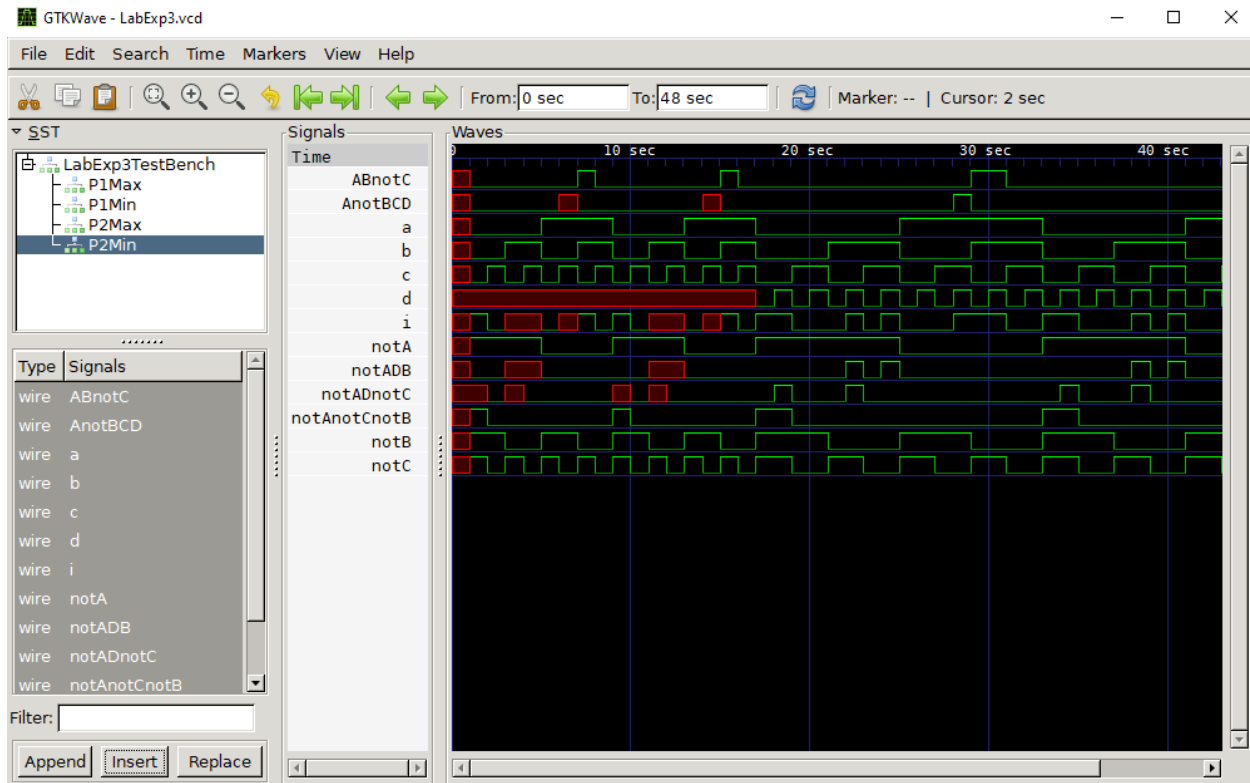 GTKWave - LabExp3.vcd
File Edit Search Time Markers View Help
From: 0 sec To: 48 sec Marker: -- | Cursor: 2 sec
SST
LabExp3TestBench
P1Max
P1Min
P2Max
P2Min
Type Signals
wire ABnotC
wire AnotBCD
wire a
wire b
wire c
wire d
wire i
wire notA
wire notADB
wire notADnotC
wire notAnotCnotB
Filter:
Append Insert Replace
Signals
Time
ABnotC
AnotBCD
a
b
c
d
i
notA
notADB
notADnotC
notAnotCnotB
notB
notC
Waves
0 10 sec 20 sec 30 sec 40 sec